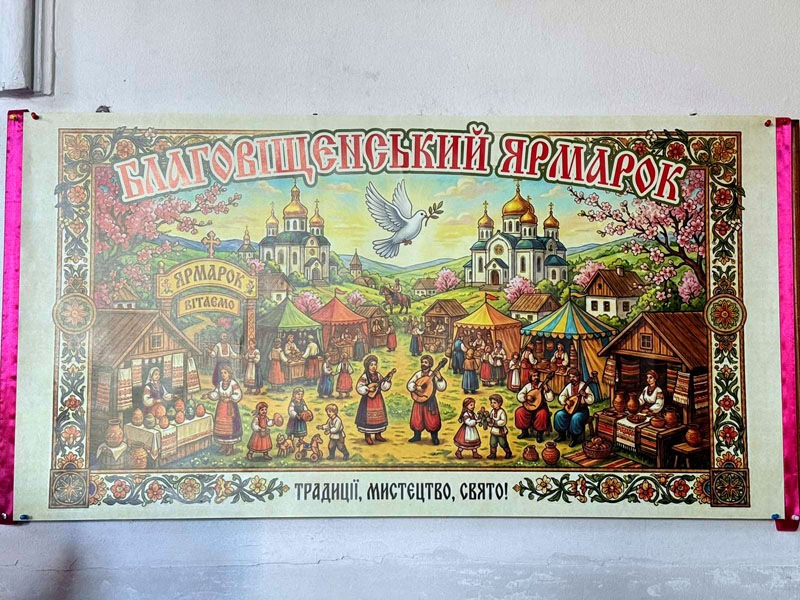 БЛАГОВІЩЕНСЬКИЙ ЯРМАРОК
ЯРМАРОК
ВІТАЄМО
ТРАДИЦІЇ, МИСТЕЦТВО, СВЯТО!